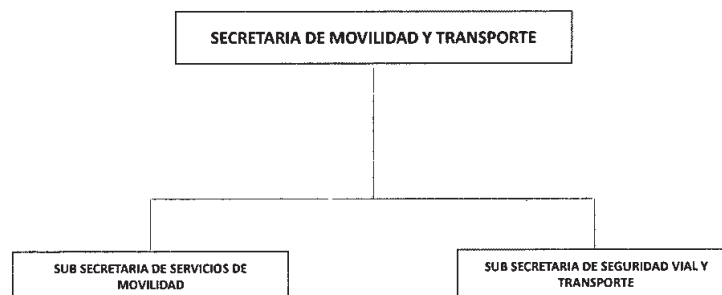 SECRETARIA DE MOVILIDAD Y TRANSPORTE
SUB SECRETARIA DE SERVICIOS DE
MOVILIDAD
SUB SECRETARIA DE SEGURIDAD VIAL Y
TRANSPORTE